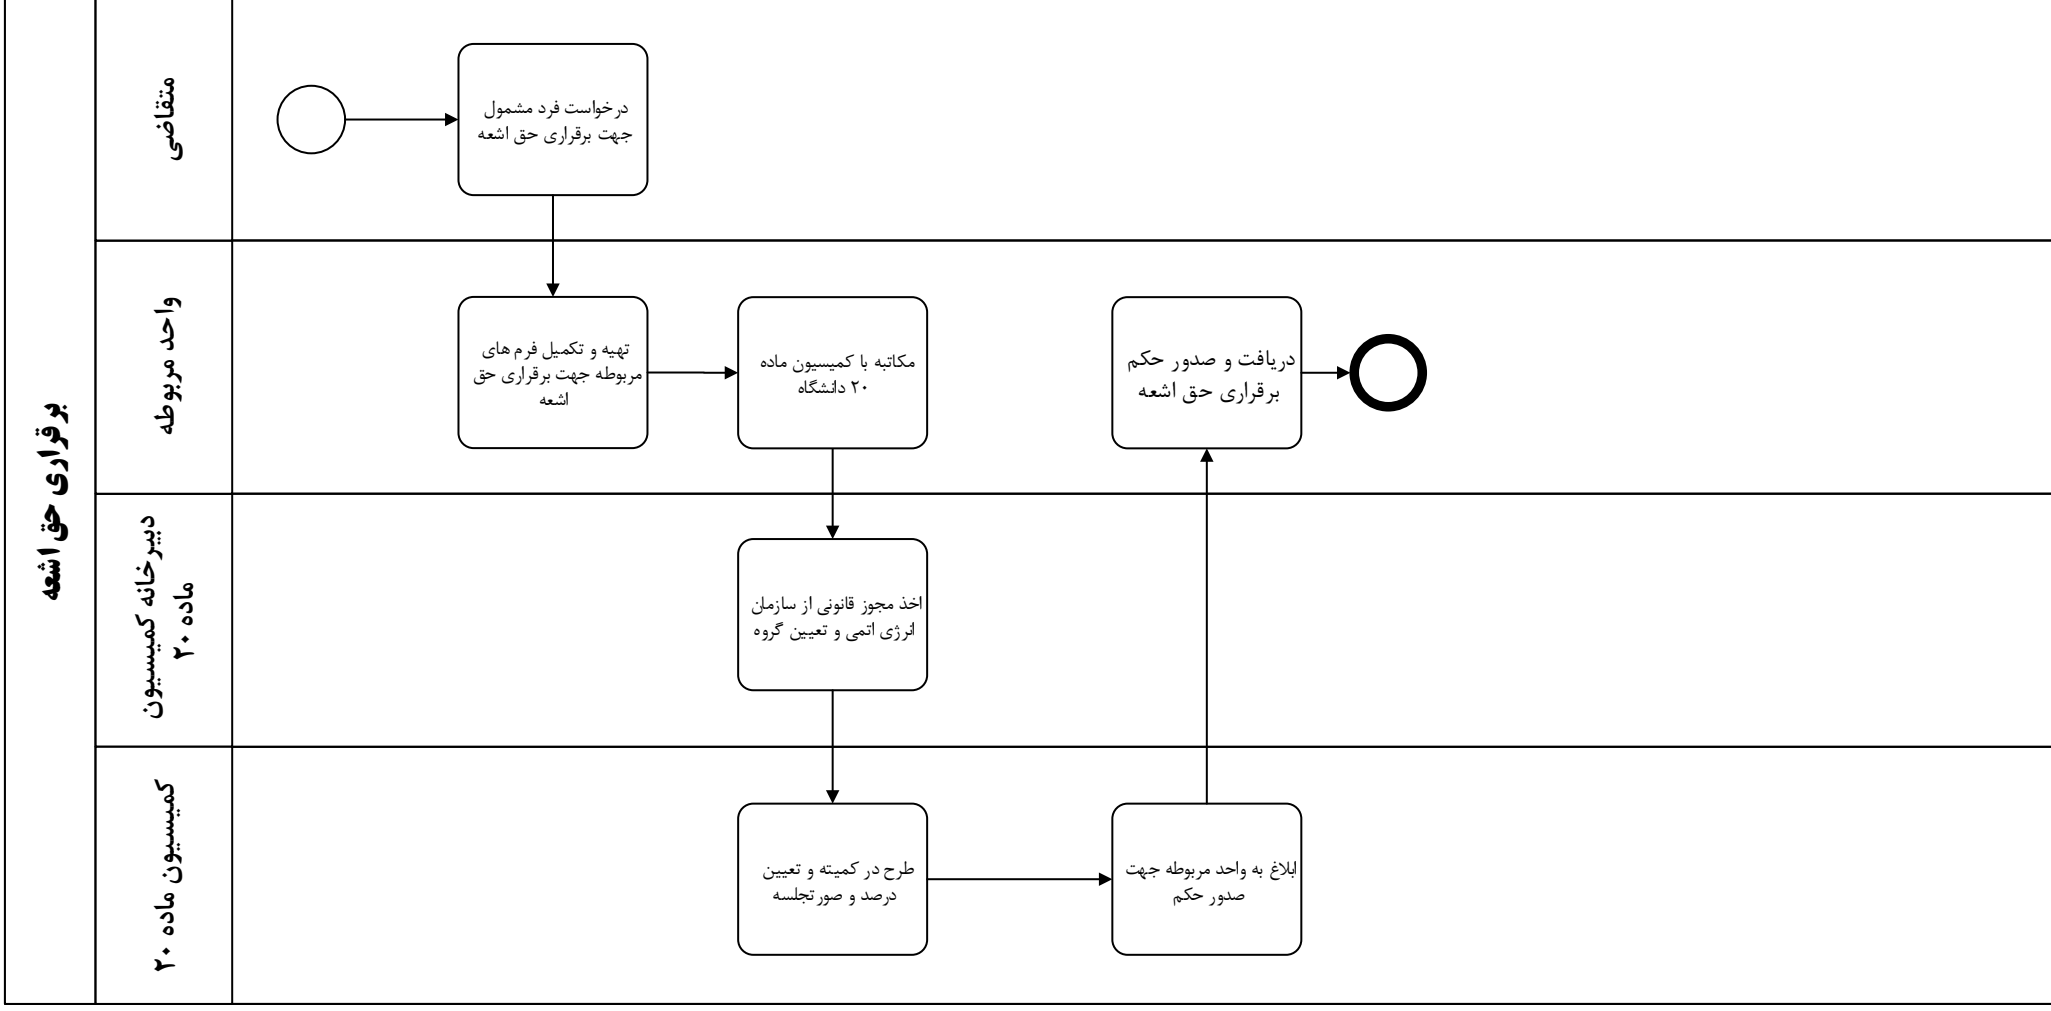 برقراری حق اشعه
متقاضی
درخواست فرد مشمول
جهت برقراری حق اشعه
واحد مربوطه
تهیه و تکمیل فرم های
مربوطه جهت برقراری حق
اشعه
مکاتبه با کمیسیون ماده
۲۰ دانشگاه
دریافت و صدور حکم
برقراری حق اشعه
دبیرخانه کمیسیون
ماده ۲۰
اخذ مجوز قانونی از سازمان
انرژی اتمی و تعیین گروه
کمیسیون ماده ۲۰
طرح در کمیته و تعیین
درصد و صورتجلسه
ابلاغ به واحد مربوطه جهت
صدور حکم